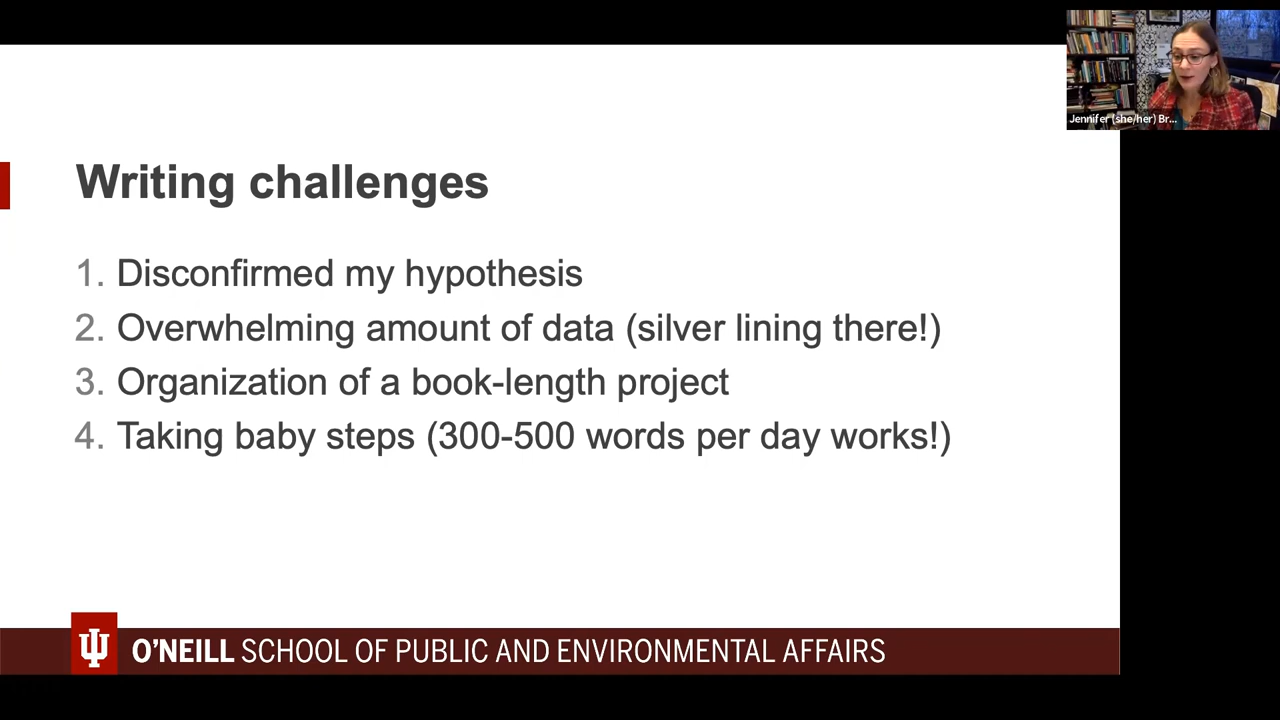 Jennifer (she/her) Br...
Writing challenges
1. Disconfirmed my hypothesis
2. Overwhelming amount of data (silver lining there!)
3. Organization of a book-length project
4. Taking baby steps (300-500 words per day works!)
O'NEILL SCHOOL OF PUBLIC AND ENVIRONMENTAL AFFAIRS